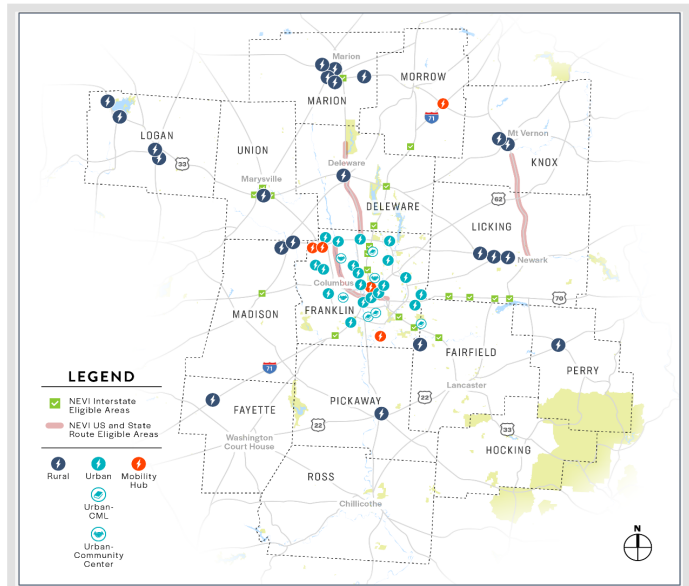 Marion
MORROW
MARION
71
LOGAN
Mt Vernon
UNION
33
KNOX
Delaware
Marysville
62
DELEWARE
LICKING
Newark
Columbus
70
FRANKLIN
MADISON
FAIRFIELD
71
PERRY
LEGEND
NEVI Interstate
Eligible Areas
NEVI US and State
Route Eligible Areas
Lancaster
PICKAWAY
22
FAYETTE
22
33
Washington
Court House
HOCKING
Rural
Urban
Mobility
Hub
ROSS
Urban-
CML
Chillicothe
Urban-
Community
Center
N